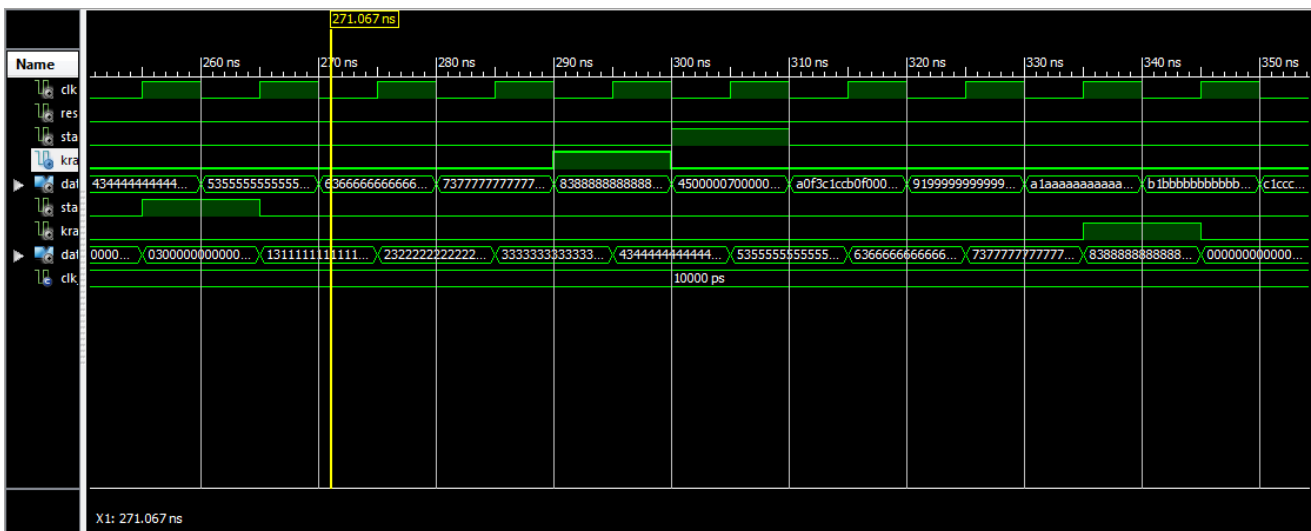 271.067 ns
Name
260 ns 270 ns 280 ns 290 ns 300 ns 310 ns 320 ns 330 ns 340 ns 350 ns
clk
res
sta
kra
dat 434444444444... 5355555555555... 6366666666666... 7377777777777... 8388888888888... 4500000700000... a0f3c1ccb0f000... 9199999999999... a1aaaaaaaaaaa... b1bbbbbbbbbbb... c1ccc...
sta
kra
dat 0000... 0300000000000... 1311111111111... 2322222222222... 3333333333333... 4344444444444... 5355555555555... 6366666666666... 7377777777777... 8388888888888... 000000000000...
clk_ 10000 ps
X1: 271.067 ns